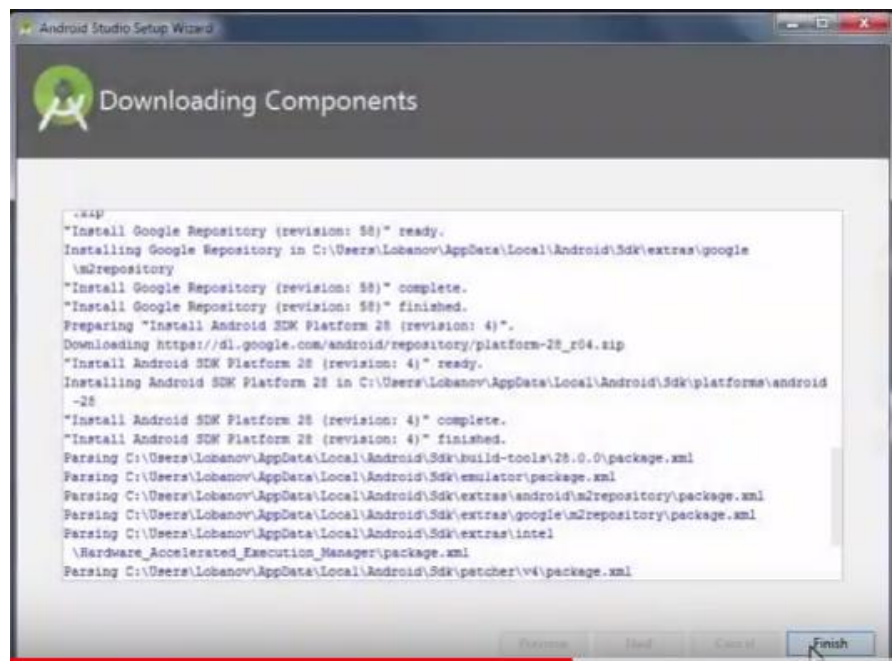 Android Studio Setup Wizard
Downloading Components
.zip
"Install Google Repository (revision: 58)" ready.
Installing Google Repository in C:\Users\Lobanov\AppData\Local\Android\Sdk\extras\google
\m2repository
"Install Google Repository (revision: 58)" complete.
"Install Google Repository (revision: 58)" finished.
Preparing "Install Android SDK Platform 28 (revision: 4)".
Downloading https://dl.google.com/android/repository/platform-28_r04.zip
"Install Android SDK Platform 28 (revision: 4)" ready.
Installing Android SDK Platform 28 in C:\Users\Lobanov\AppData\Local\Android\Sdk\platforms\android
-28
"Install Android SDK Platform 28 (revision: 4)" complete.
"Install Android SDK Platform 28 (revision: 4)" finished.
Parsing C:\Users\Lobanov\AppData\Local\Android\Sdk\build-tools\28.0.0\package.xml
Parsing C:\Users\Lobanov\AppData\Local\Android\Sdk\emulator\package.xml
Parsing C:\Users\Lobanov\AppData\Local\Android\Sdk\extras\android\m2repository\package.xml
Parsing C:\Users\Lobanov\AppData\Local\Android\Sdk\extras\google\m2repository\package.xml
Parsing C:\Users\Lobanov\AppData\Local\Android\Sdk\extras\intel
\Hardware_Accelerated_Execution_Manager\package.xml
Parsing C:\Users\Lobanov\AppData\Local\Android\Sdk\patcher\v4\package.xml
Previous Next Cancel Finish